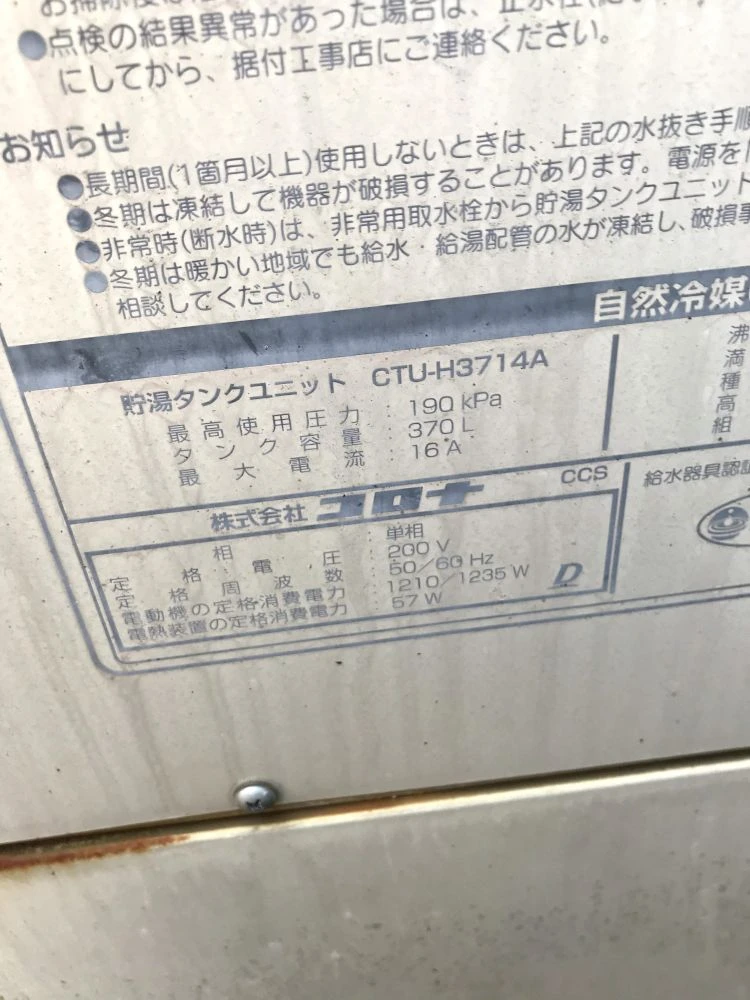 ●点検の結果異常があった場合は、止水栓
にしてから、据付工事店にご連絡ください。
お知らせ
●長期間(1箇月以上)使用しないときは、上記の水抜き手順
●冬期は凍結して機器が破損することがあります。電源を
●非常時(断水時)は、非常用取水栓から貯湯タンクユニット
●冬期は暖かい地域でも給水・給湯配管の水が凍結し、破損事
相談してください。
自然冷媒
貯湯タンクユニット CTU-H3714A
最高使用圧力 : 190 kPa
タンク容量 : 370 L
最大電流 : 16 A
沸
満
種
高
組
株式会社 コロナ CCS
給水器具認証
相 : 単相
定格電圧 : 200 V
定格周波数 : 50/60 Hz
電動機の定格消費電力 : 1210/1235 W
電熱装置の定格消費電力 : 57 W
D